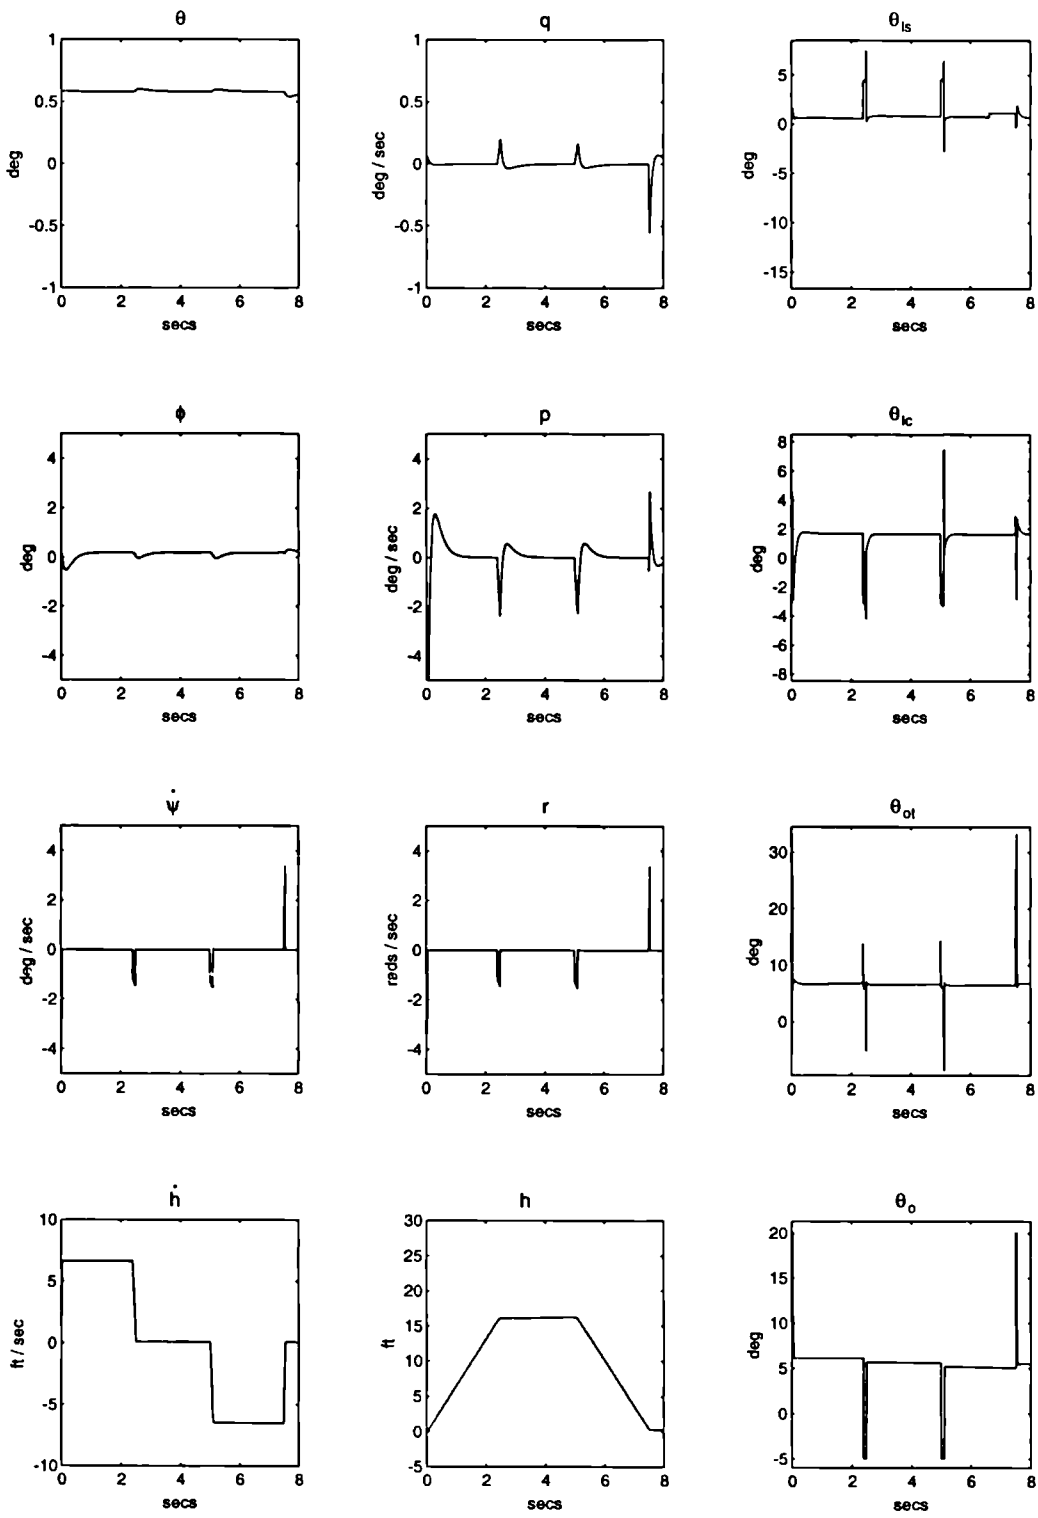 θ
1
0.5
0
-0.5
-1
deg
0 2 4 6 8
secs
q
1
0.5
0
-0.5
-1
deg / sec
0 2 4 6 8
secs
θls
5
0
-5
-10
-15
deg
0 2 4 6 8
secs
ϕ
4
2
0
-2
-4
deg
0 2 4 6 8
secs
p
4
2
0
-2
-4
deg / sec
0 2 4 6 8
secs
θlc
8
6
4
2
0
-2
-4
-6
-8
deg
0 2 4 6 8
secs
ψ̇
4
2
0
-2
-4
deg / sec
0 2 4 6 8
secs
r
4
2
0
-2
-4
rads / sec
0 2 4 6 8
secs
θot
30
20
10
0
deg
0 2 4 6 8
secs
ḣ
10
5
0
-5
-10
ft / sec
0 2 4 6 8
secs
h
30
25
20
15
10
5
0
-5
ft
0 2 4 6 8
secs
θo
20
15
10
5
0
-5
deg
0 2 4 6 8
secs